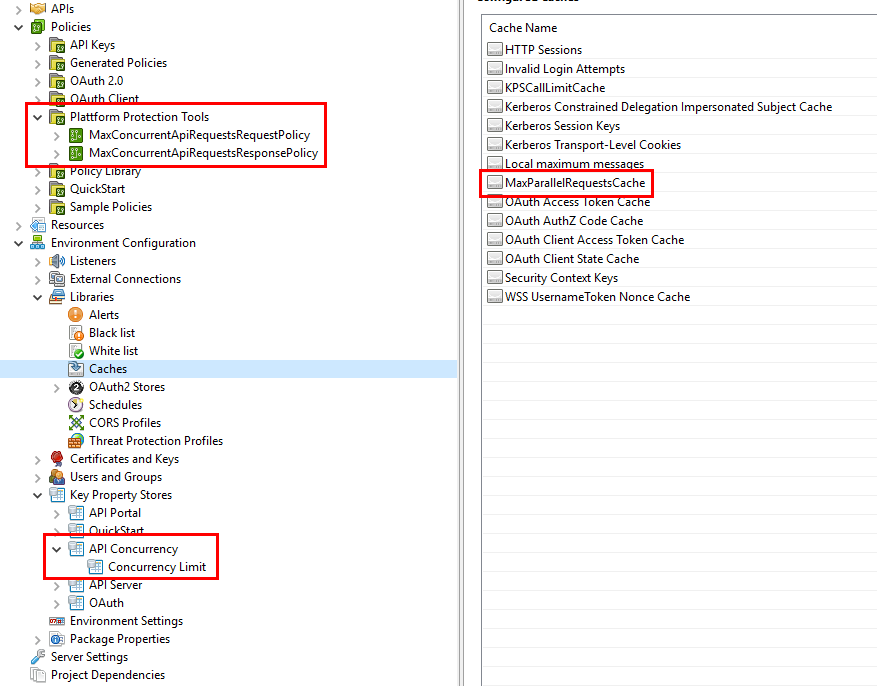 APIs
Policies
API Keys
Generated Policies
OAuth 2.0
OAuth Client
Plattform Protection Tools
MaxConcurrentApiRequestsRequestPolicy
MaxConcurrentApiRequestsResponsePolicy
Policy Library
QuickStart
Sample Policies
Resources
Environment Configuration
Listeners
External Connections
Libraries
Alerts
Black list
White list
Caches
OAuth2 Stores
Schedules
CORS Profiles
Threat Protection Profiles
Certificates and Keys
Users and Groups
Key Property Stores
API Portal
QuickStart
API Concurrency
Concurrency Limit
API Server
OAuth
Environment Settings
Package Properties
Server Settings
Project Dependencies
Configured Caches
Cache Name
HTTP Sessions
Invalid Login Attempts
KPSCallLimitCache
Kerberos Constrained Delegation Impersonated Subject Cache
Kerberos Session Keys
Kerberos Transport-Level Cookies
Local maximum messages
MaxParallelRequestsCache
OAuth Access Token Cache
OAuth AuthZ Code Cache
OAuth Client Access Token Cache
OAuth Client State Cache
Security Context Keys
WSS UsernameToken Nonce Cache